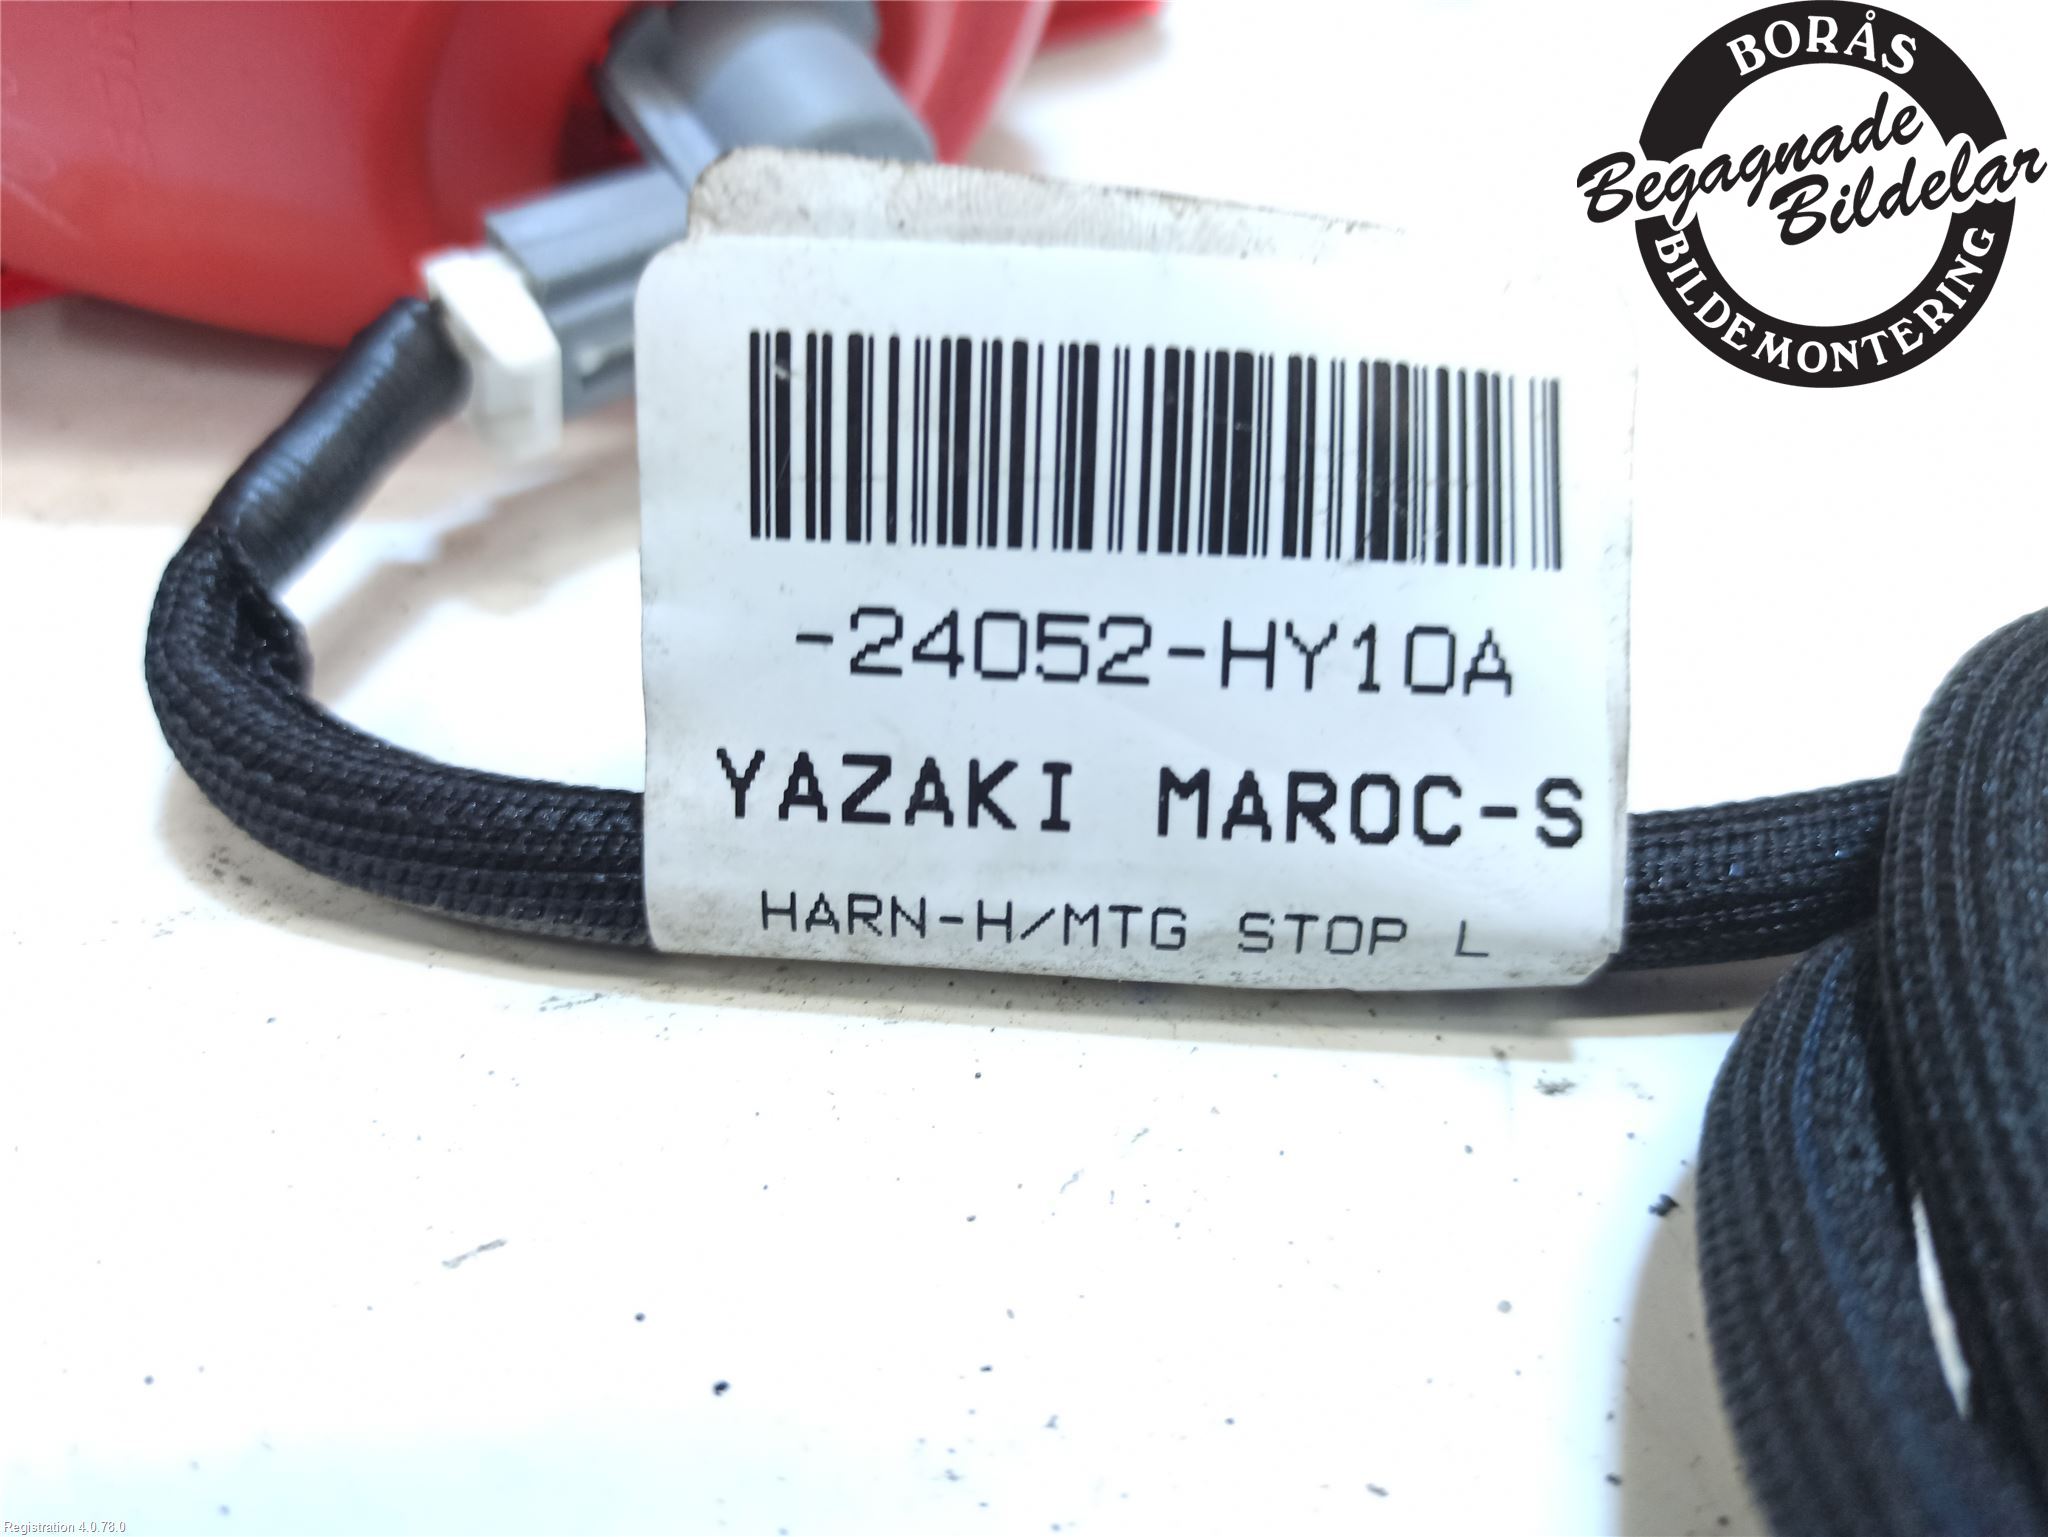 BORÅS
Begagnade
Bildelar
BILDEMONTERING
-24052-HY10A
YAZAKI MAROC-S
HARN-H/MTG STOP L
Registration 4.0.78.0